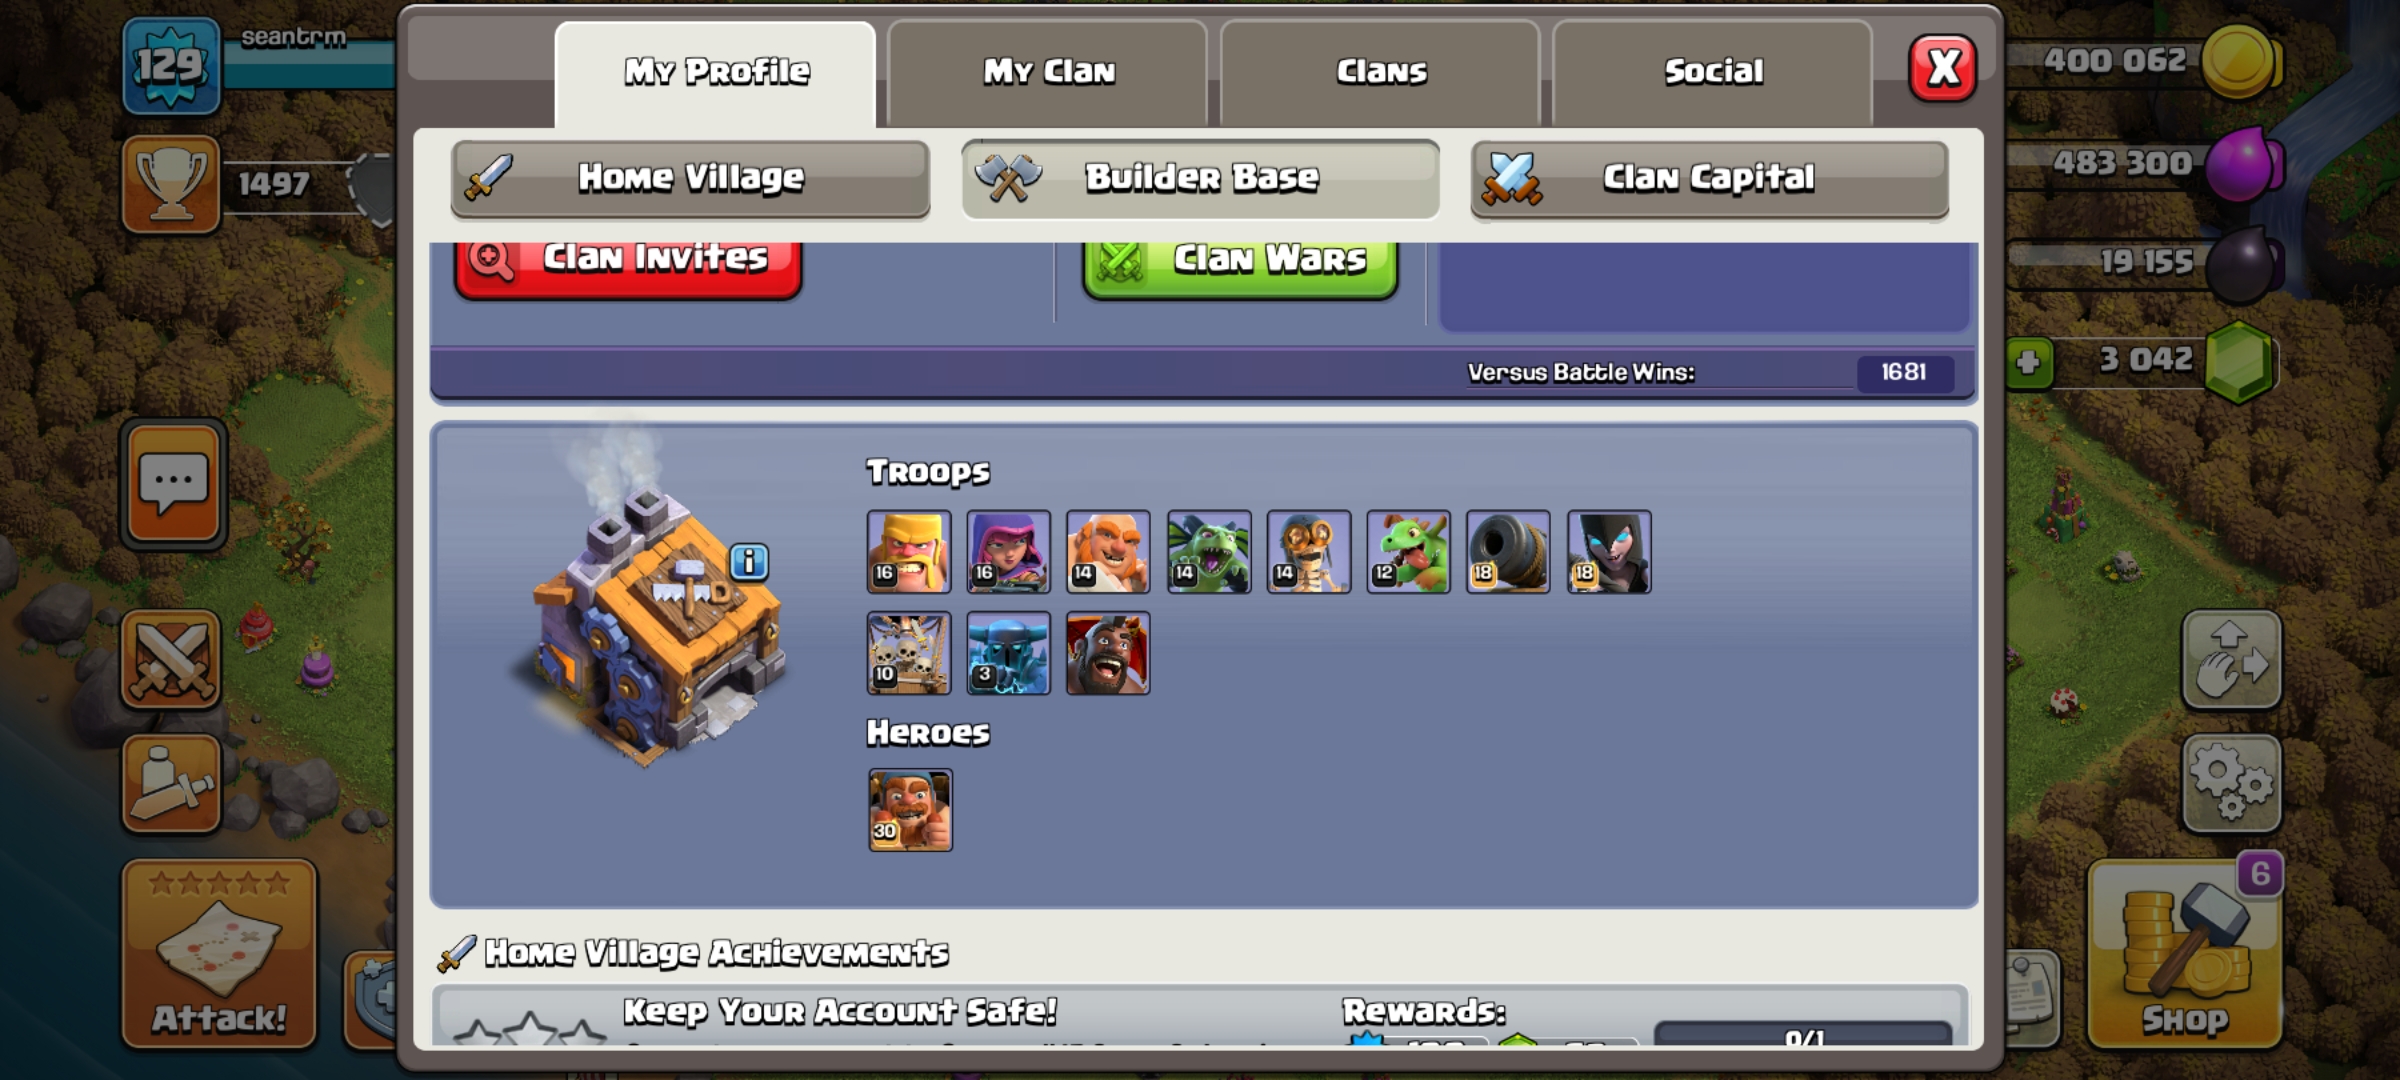 129
seantrm
1497
My Profile
My Clan
Clans
Social
X
400 062
483 300
19 155
3 042
Home Village
Builder Base
Clan Capital
Clan Invites
Clan Wars
Versus Battle Wins:
1681
Troops
16
16
14
14
14
12
18
18
10
3
Heroes
30
Home Village Achievements
Keep Your Account Safe!
Rewards:
0/1
Attack!
6
Shop